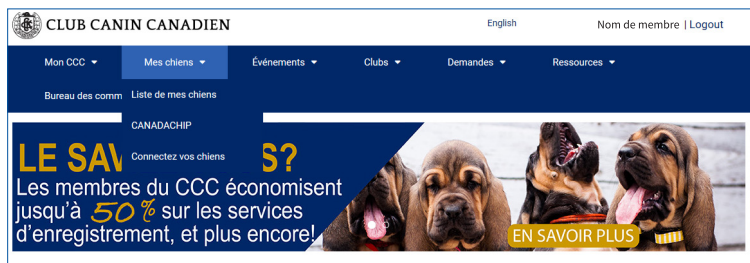 CLUB CANIN CANADIEN
English
Nom de membre | Logout
Mon CCC
Mes chiens
Événements
Clubs
Demandes
Ressources
Bureau des comm
Liste de mes chiens
CANADACHIP
Connectez vos chiens
LE SAV S?
Les membres du CCC économisent
jusqu'à 50 % sur les services
d'enregistrement, et plus encore!
EN SAVOIR PLUS